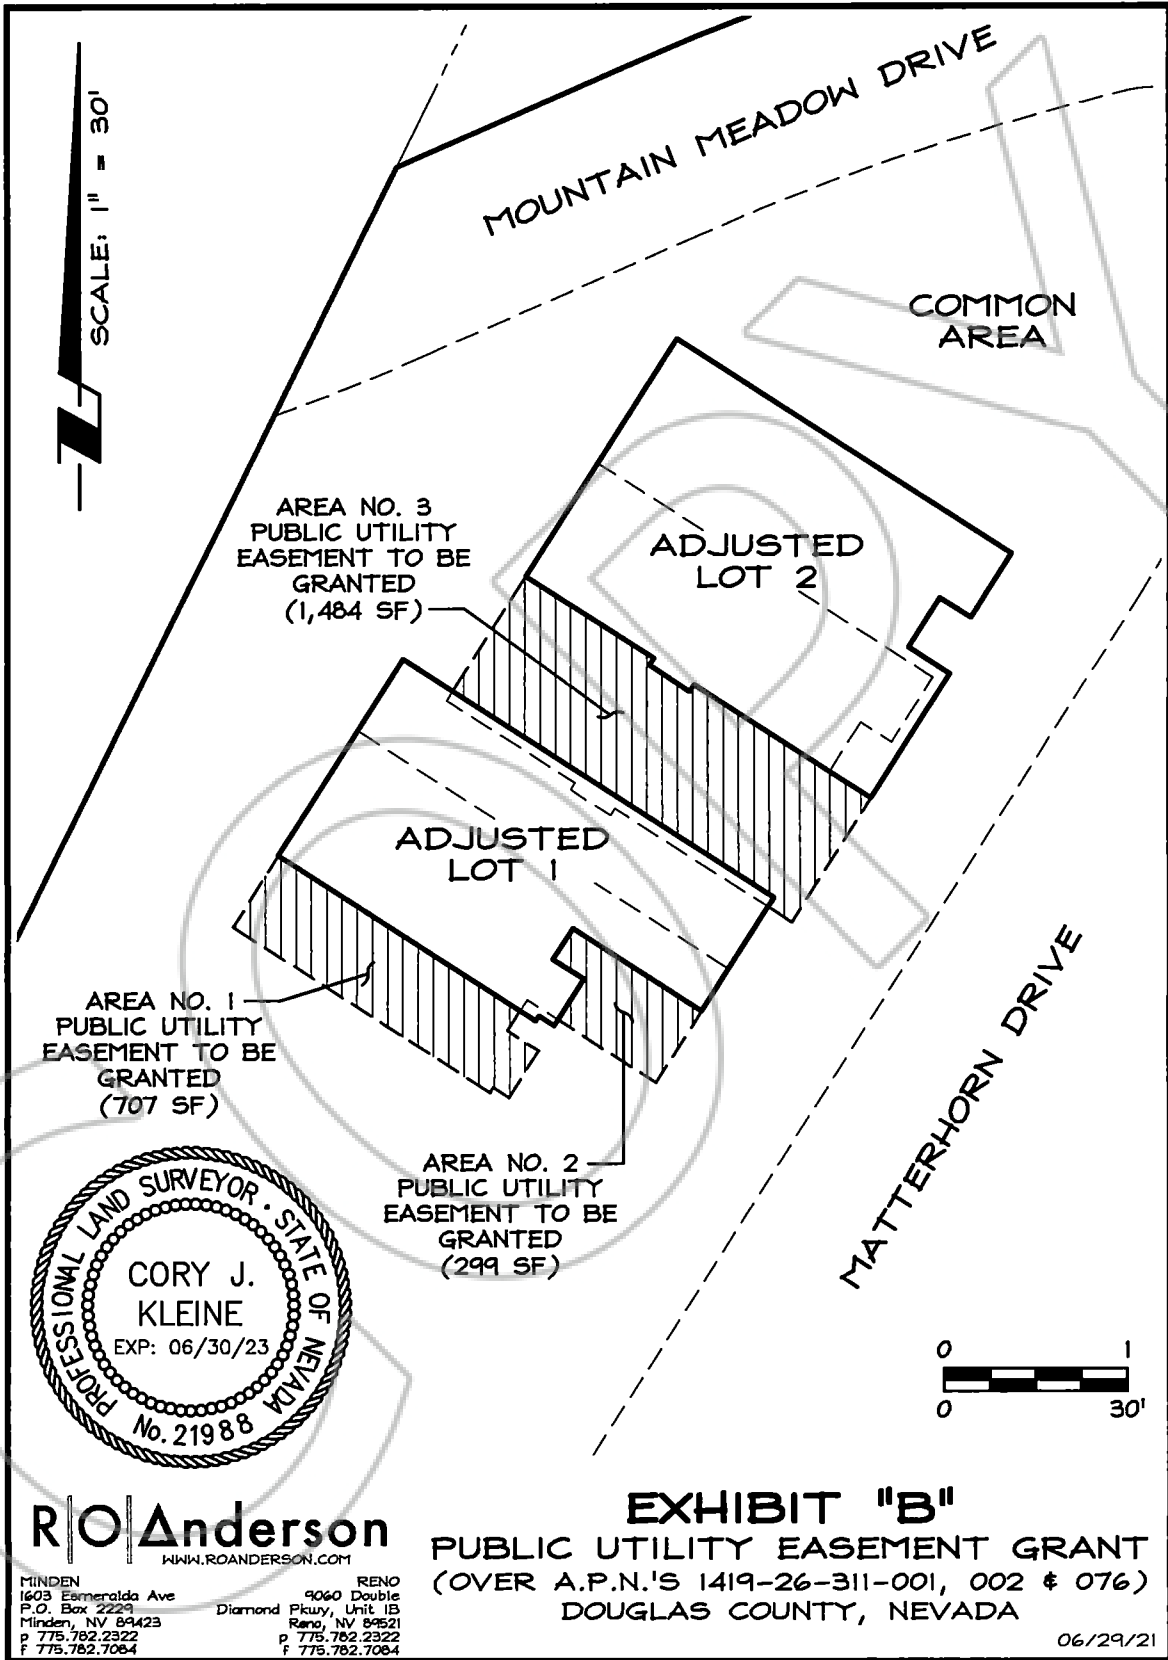 SCALE: 1" = 30'
MOUNTAIN MEADOW DRIVE
COMMON
AREA
AREA NO. 3
PUBLIC UTILITY
EASEMENT TO BE
GRANTED
(1,484 SF)
ADJUSTED
LOT 2
ADJUSTED
LOT 1
AREA NO. 1
PUBLIC UTILITY
EASEMENT TO BE
GRANTED
(707 SF)
AREA NO. 2
PUBLIC UTILITY
EASEMENT TO BE
GRANTED
(299 SF)
MATTERHORN DRIVE
PROFESSIONAL LAND SURVEYOR • STATE OF NEVADA
CORY J.
KLEINE
EXP: 06/30/23
No. 21988
0 1
0 30'
R|O|Anderson
WWW.ROANDERSON.COM
MINDEN
1603 Esmeralda Ave
P.O. Box 2229
Minden, NV 89423
p 775.782.2322
f 775.782.7084
RENO
9060 Double
Diamond Pkwy, Unit 1B
Reno, NV 89521
p 775.782.2322
f 775.782.7084
EXHIBIT "B"
PUBLIC UTILITY EASEMENT GRANT
(OVER A.P.N.'S 1419-26-311-001, 002 & 076)
DOUGLAS COUNTY, NEVADA
06/29/21
COPY